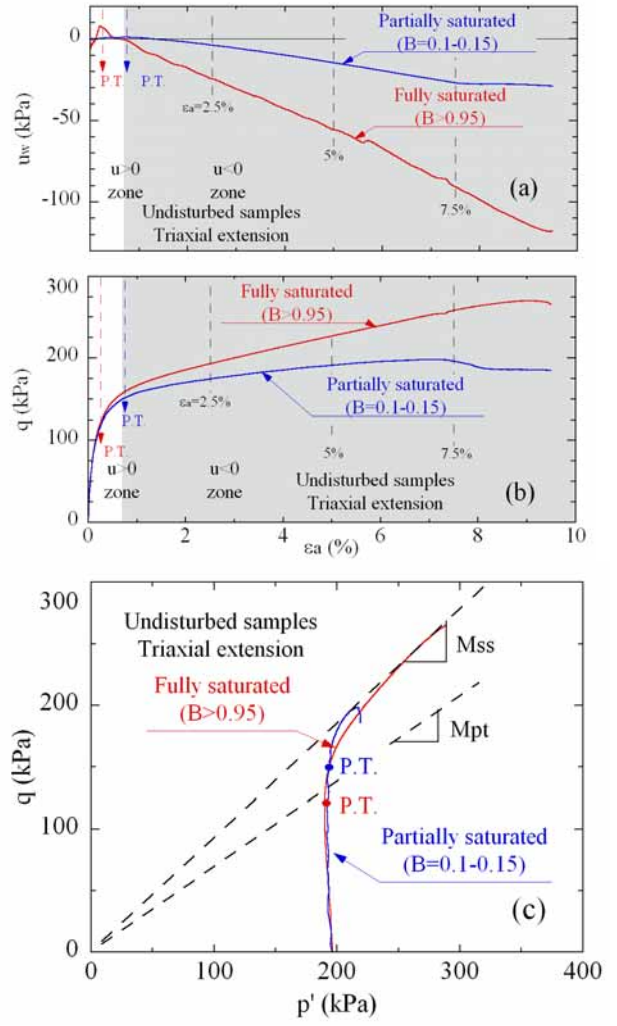 0
-50
-100
uw (kPa)
Partially saturated
(B=0.1-0.15)
P.T.
P.T.
εa=2.5%
Fully saturated
(B>0.95)
5%
7.5%
u>0
zone
u<0
zone
(a)
Undisturbed samples
Triaxial extension
300
250
200
150
100
0
q (kPa)
Fully saturated
(B>0.95)
εa=2.5%
Partially saturated
(B=0.1-0.15)
P.T.
P.T.
5%
7.5%
u>0
zone
u<0
zone
Undisturbed samples
Triaxial extension
(b)
0 2 4 6 8 10
εa (%)
300
200
100
0
q (kPa)
Undisturbed samples
Triaxial extension
Mss
Fully saturated
(B>0.95)
Mpt
P.T.
P.T.
Partially saturated
(B=0.1-0.15)
(c)
0 100 200 300 400
p' (kPa)